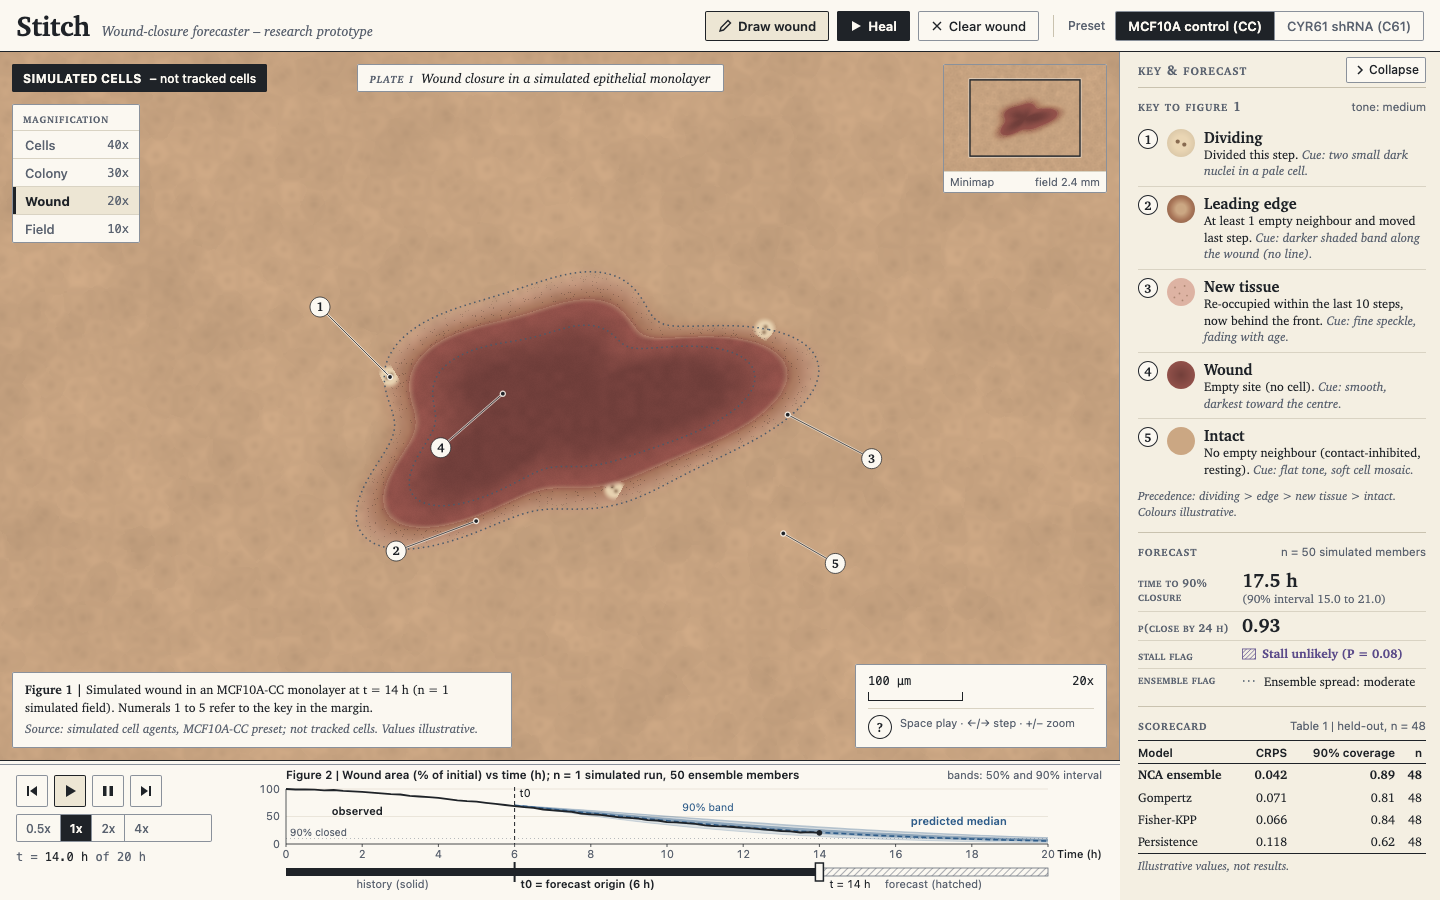 Stitch Wound-closure forecaster – research prototype
Draw wound
Heal
Clear wound
Preset
MCF10A control (CC)
CYR61 shRNA (C61)
SIMULATED CELLS – not tracked cells
PLATE I Wound closure in a simulated epithelial monolayer
MAGNIFICATION
Cells 40x
Colony 30x
Wound 20x
Field 10x
Minimap field 2.4 mm
1
2
3
4
5
Figure 1 | Simulated wound in an MCF10A-CC monolayer at t = 14 h (n = 1
simulated field). Numerals 1 to 5 refer to the key in the margin.
Source: simulated cell agents, MCF10A-CC preset; not tracked cells. Values illustrative.
100 µm 20x
? Space play · ←/→ step · +/− zoom
KEY & FORECAST
Collapse
KEY TO FIGURE 1 tone: medium
1 Dividing
Divided this step. Cue: two small dark
nuclei in a pale cell.
2 Leading edge
At least 1 empty neighbour and moved
last step. Cue: darker shaded band along
the wound (no line).
3 New tissue
Re-occupied within the last 10 steps,
now behind the front. Cue: fine speckle,
fading with age.
4 Wound
Empty site (no cell). Cue: smooth,
darkest toward the centre.
5 Intact
No empty neighbour (contact-inhibited,
resting). Cue: flat tone, soft cell mosaic.
Precedence: dividing > edge > new tissue > intact.
Colours illustrative.
FORECAST n = 50 simulated members
TIME TO 90% CLOSURE 17.5 h
(90% interval 15.0 to 21.0)
P(CLOSE BY 24 H) 0.93
STALL FLAG Stall unlikely (P = 0.08)
ENSEMBLE FLAG ··· Ensemble spread: moderate
SCORECARD Table 1 | held-out, n = 48
Model CRPS 90% coverage n
NCA ensemble 0.042 0.89 48
Gompertz 0.071 0.81 48
Fisher-KPP 0.066 0.84 48
Persistence 0.118 0.62 48
Illustrative values, not results.
0.5x 1x 2x 4x
t = 14.0 h of 20 h
Figure 2 | Wound area (% of initial) vs time (h); n = 1 simulated run, 50 ensemble members
bands: 50% and 90% interval
100
50
0
t0
observed
90% band
predicted median
90% closed
0 2 4 6 8 10 12 14 16 18 20 Time (h)
history (solid)
t0 = forecast origin (6 h)
t = 14 h
forecast (hatched)